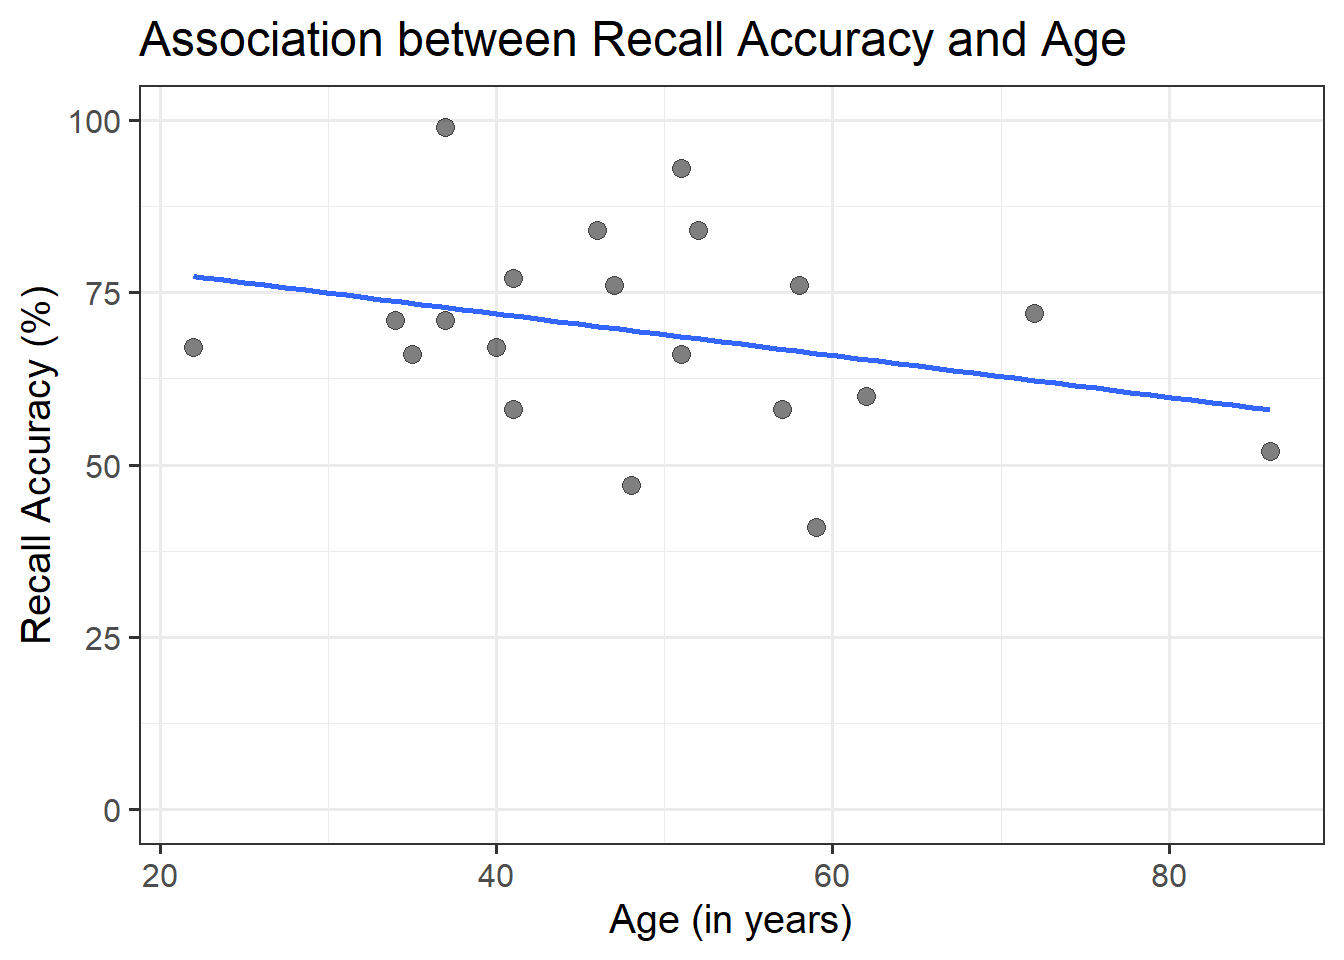 Association between Recall Accuracy and Age
Recall Accuracy (%)
100
75
50
25
0
20 40 60 80
Age (in years)